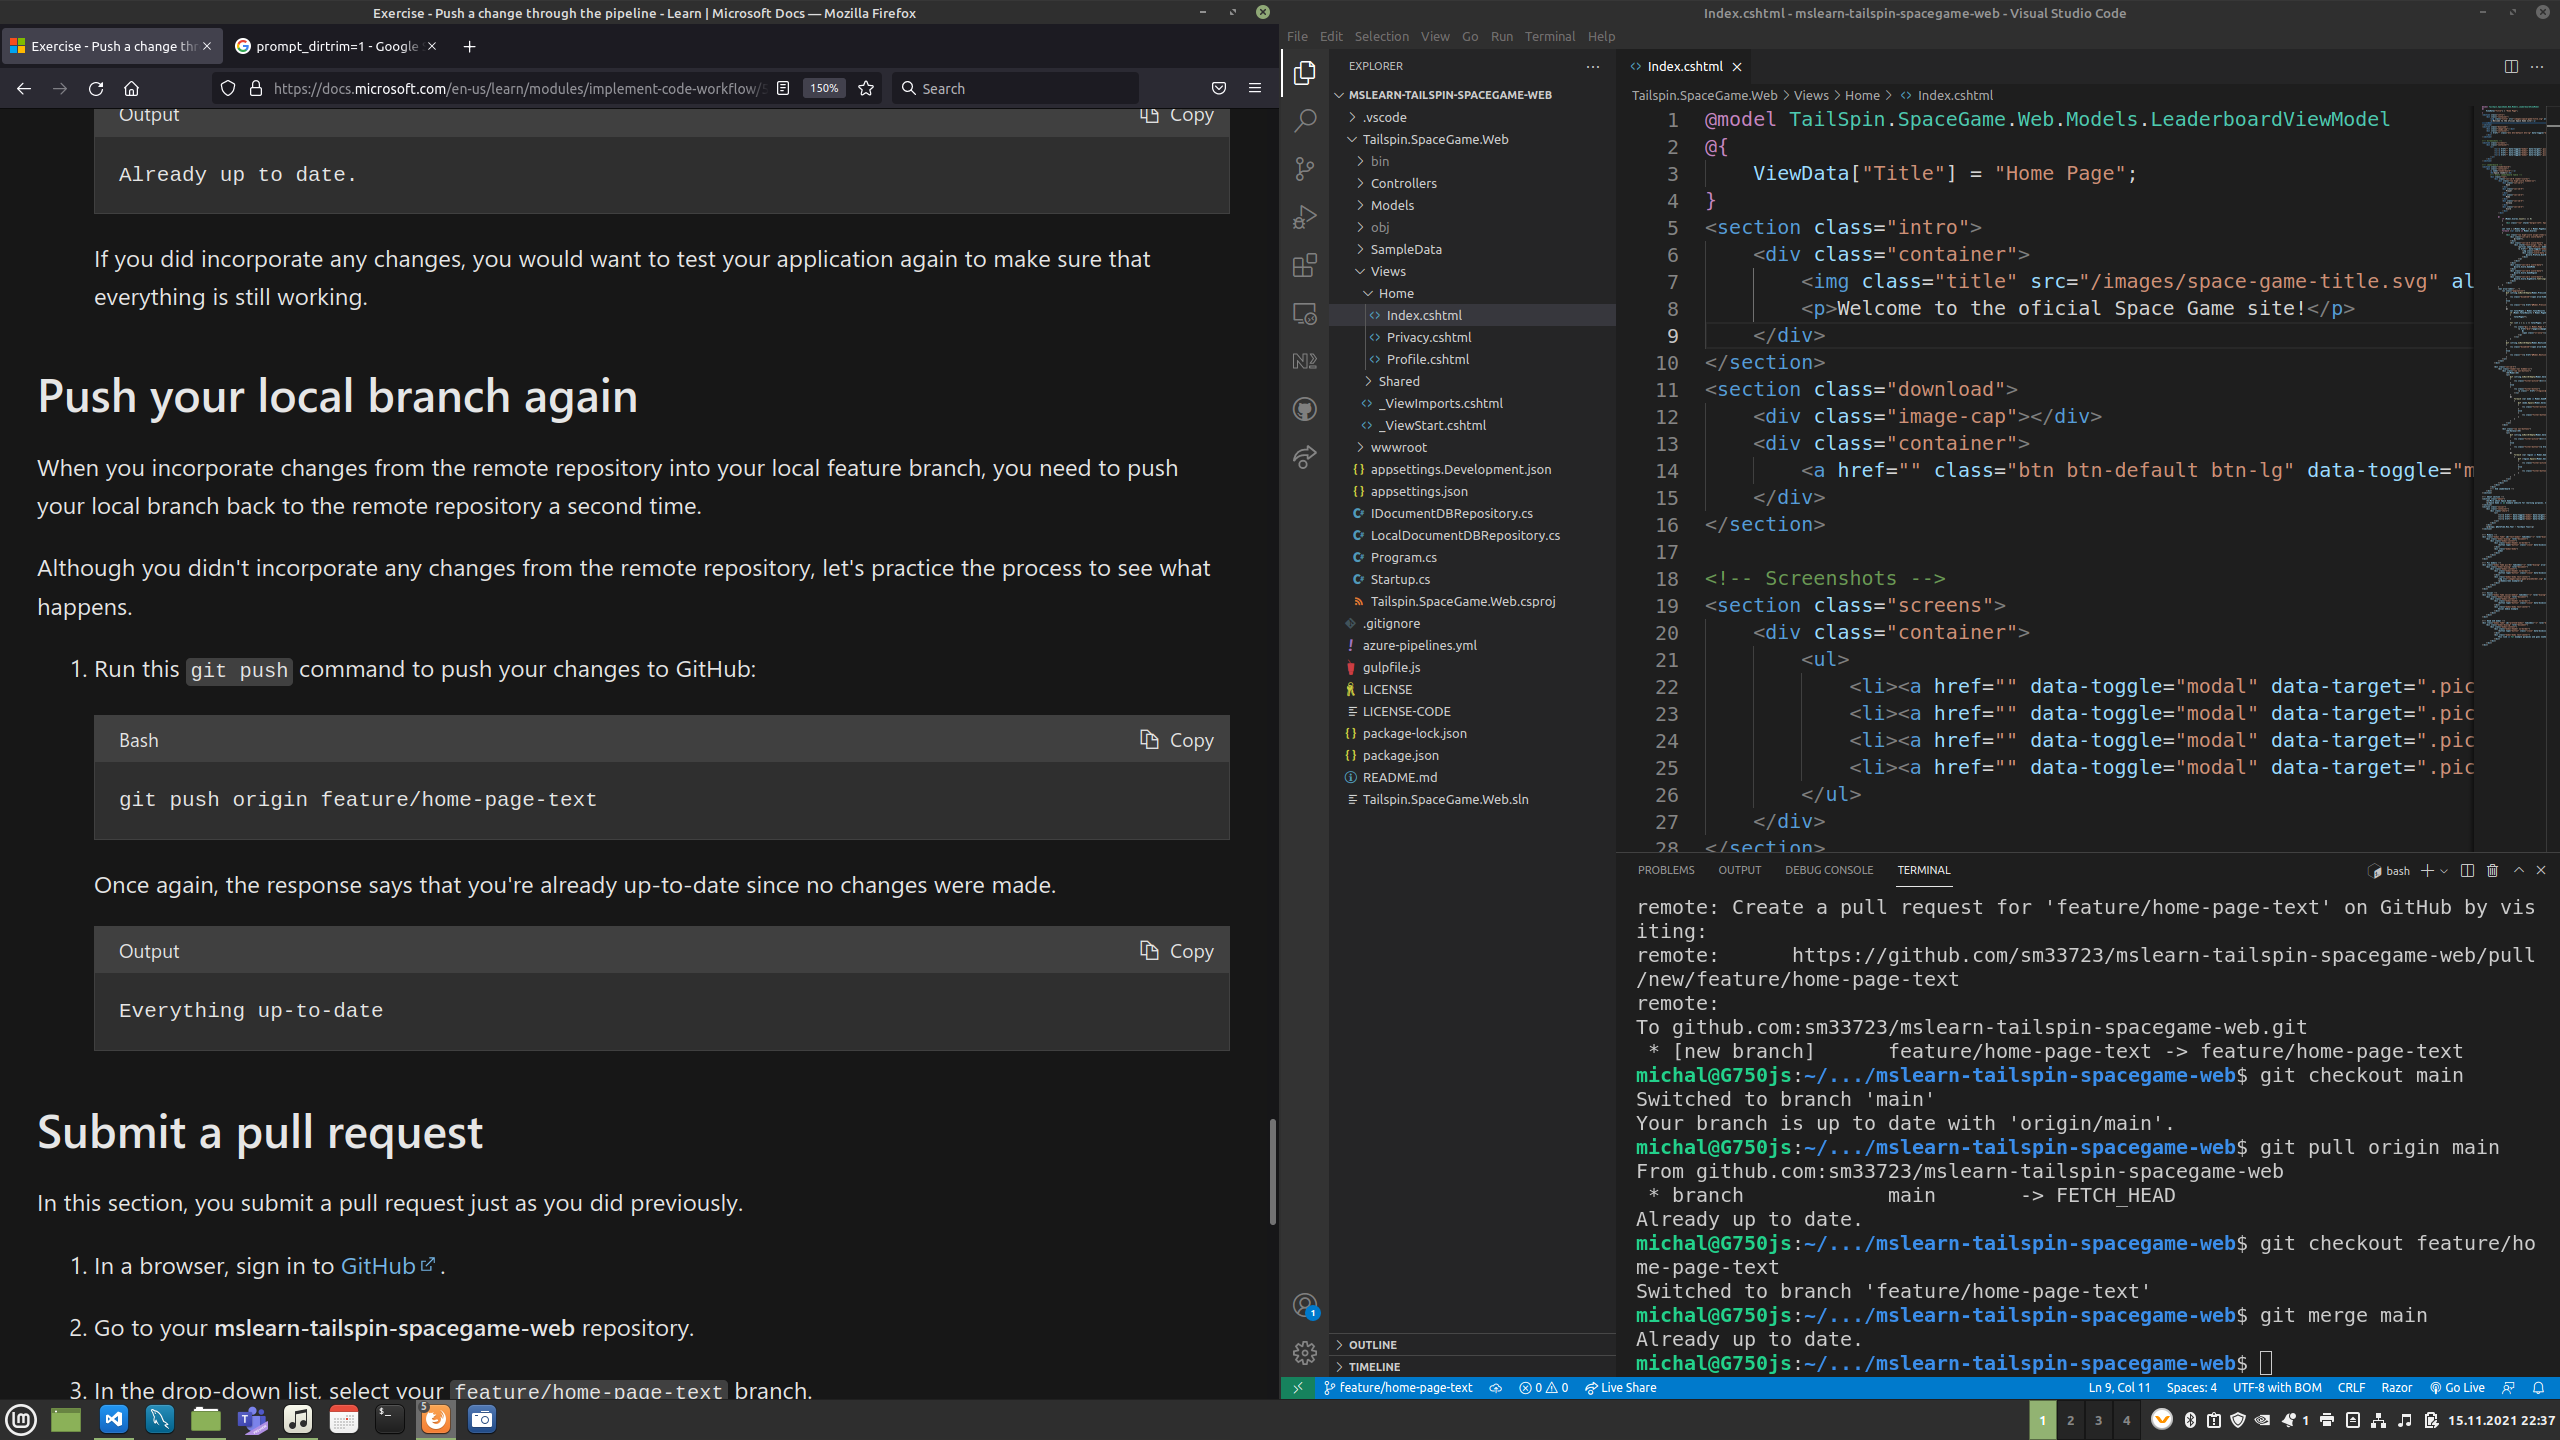 Exercise - Push a change through the pipeline - Learn | Microsoft Docs — Mozilla Firefox
Exercise - Push a change thr
prompt_dirtrim=1 - Google S
https://docs.microsoft.com/en-us/learn/modules/implement-code-workflow/5
150%
Search
Output
Copy
Already up to date.
If you did incorporate any changes, you would want to test your application again to make sure that
everything is still working.
Push your local branch again
When you incorporate changes from the remote repository into your local feature branch, you need to push
your local branch back to the remote repository a second time.
Although you didn't incorporate any changes from the remote repository, let's practice the process to see what
happens.
1. Run this git push command to push your changes to GitHub:
Bash
Copy
git push origin feature/home-page-text
Once again, the response says that you're already up-to-date since no changes were made.
Output
Copy
Everything up-to-date
Submit a pull request
In this section, you submit a pull request just as you did previously.
1. In a browser, sign in to GitHub .
2. Go to your mslearn-tailspin-spacegame-web repository.
3. In the drop-down list, select your feature/home-page-text branch.
Index.cshtml - mslearn-tailspin-spacegame-web - Visual Studio Code
File Edit Selection View Go Run Terminal Help
EXPLORER
MSLEARN-TAILSPIN-SPACEGAME-WEB
.vscode
Tailspin.SpaceGame.Web
bin
Controllers
Models
obj
SampleData
Views
Home
Index.cshtml
Privacy.cshtml
Profile.cshtml
Shared
_ViewImports.cshtml
_ViewStart.cshtml
wwwroot
appsettings.Development.json
appsettings.json
IDocumentDBRepository.cs
LocalDocumentDBRepository.cs
Program.cs
Startup.cs
Tailspin.SpaceGame.Web.csproj
.gitignore
azure-pipelines.yml
gulpfile.js
LICENSE
LICENSE-CODE
package-lock.json
package.json
README.md
Tailspin.SpaceGame.Web.sln
OUTLINE
TIMELINE
Index.cshtml
Tailspin.SpaceGame.Web > Views > Home > Index.cshtml
1 @model TailSpin.SpaceGame.Web.Models.LeaderboardViewModel
2 @{
3 ViewData["Title"] = "Home Page";
4 }
5 <section class="intro">
6 <div class="container">
7 <img class="title" src="/images/space-game-title.svg" al
8 <p>Welcome to the oficial Space Game site!</p>
9 </div>
10 </section>
11 <section class="download">
12 <div class="image-cap"></div>
13 <div class="container">
14 <a href="" class="btn btn-default btn-lg" data-toggle="m
15 </div>
16 </section>
17
18 <!-- Screenshots -->
19 <section class="screens">
20 <div class="container">
21 <ul>
22 <li><a href="" data-toggle="modal" data-target=".pic
23 <li><a href="" data-toggle="modal" data-target=".pic
24 <li><a href="" data-toggle="modal" data-target=".pic
25 <li><a href="" data-toggle="modal" data-target=".pic
26 </ul>
27 </div>
28 </section>
PROBLEMS OUTPUT DEBUG CONSOLE TERMINAL
bash
remote: Create a pull request for 'feature/home-page-text' on GitHub by vis
iting:
remote:      https://github.com/sm33723/mslearn-tailspin-spacegame-web/pull
/new/feature/home-page-text
remote:
To github.com:sm33723/mslearn-tailspin-spacegame-web.git
 * [new branch]      feature/home-page-text -> feature/home-page-text
michal@G750js:~/.../mslearn-tailspin-spacegame-web$ git checkout main
Switched to branch 'main'
Your branch is up to date with 'origin/main'.
michal@G750js:~/.../mslearn-tailspin-spacegame-web$ git pull origin main
From github.com:sm33723/mslearn-tailspin-spacegame-web
 * branch            main       -> FETCH_HEAD
Already up to date.
michal@G750js:~/.../mslearn-tailspin-spacegame-web$ git checkout feature/ho
me-page-text
Switched to branch 'feature/home-page-text'
michal@G750js:~/.../mslearn-tailspin-spacegame-web$ git merge main
Already up to date.
michal@G750js:~/.../mslearn-tailspin-spacegame-web$
1
feature/home-page-text
0 0
Live Share
Ln 9, Col 11
Spaces: 4
UTF-8 with BOM
CRLF
Razor
Go Live
5
1 2 3 4
1
15.11.2021 22:37